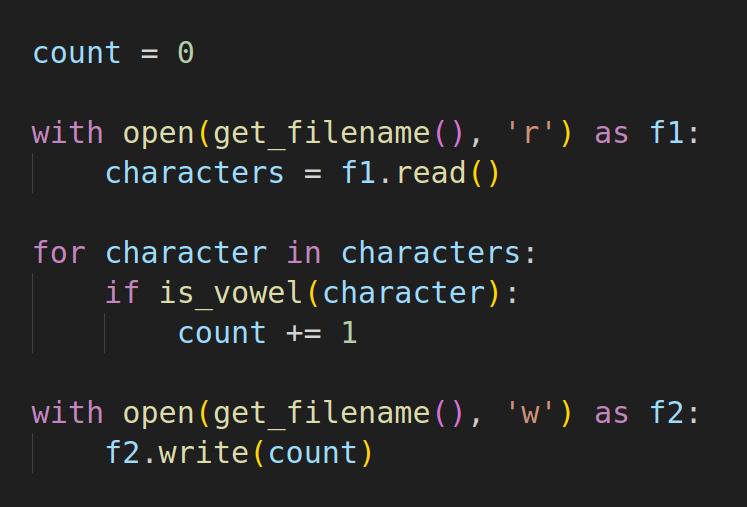 count = 0
with open(get_filename(), 'r') as f1:
    characters = f1.read()
for character in characters:
    if is_vowel(character):
        count += 1
with open(get_filename(), 'w') as f2:
    f2.write(count)